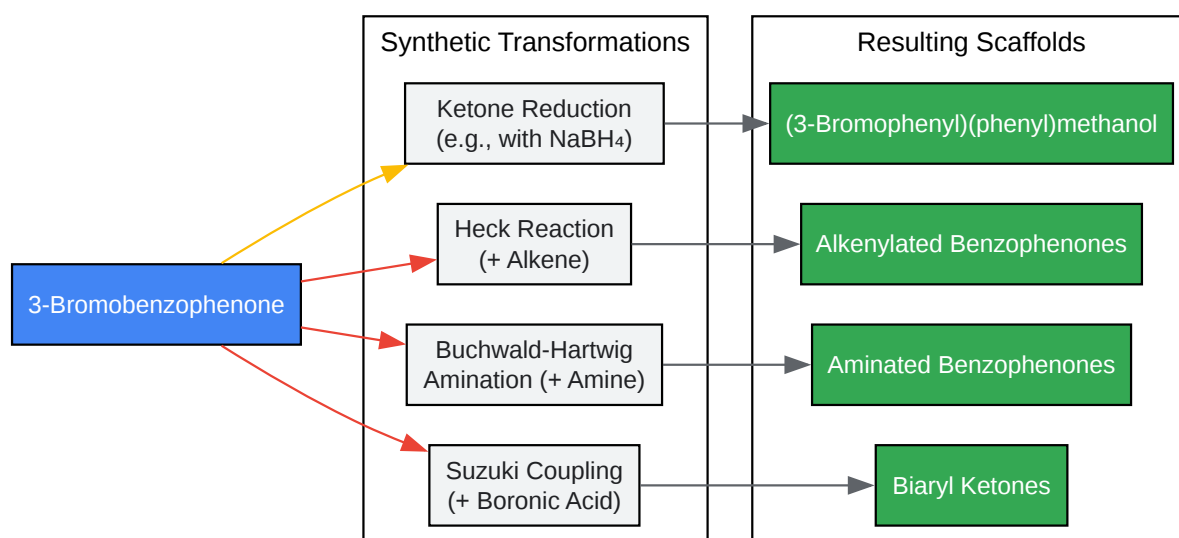 Synthetic Transformations
Resulting Scaffolds
Ketone Reduction
(e.g., with NaBH₄)
(3-Bromophenyl)(phenyl)methanol
Heck Reaction
(+ Alkene)
Alkenylated Benzophenones
3-Bromobenzophenone
Buchwald-Hartwig
Amination (+ Amine)
Aminated Benzophenones
Suzuki Coupling
(+ Boronic Acid)
Biaryl Ketones